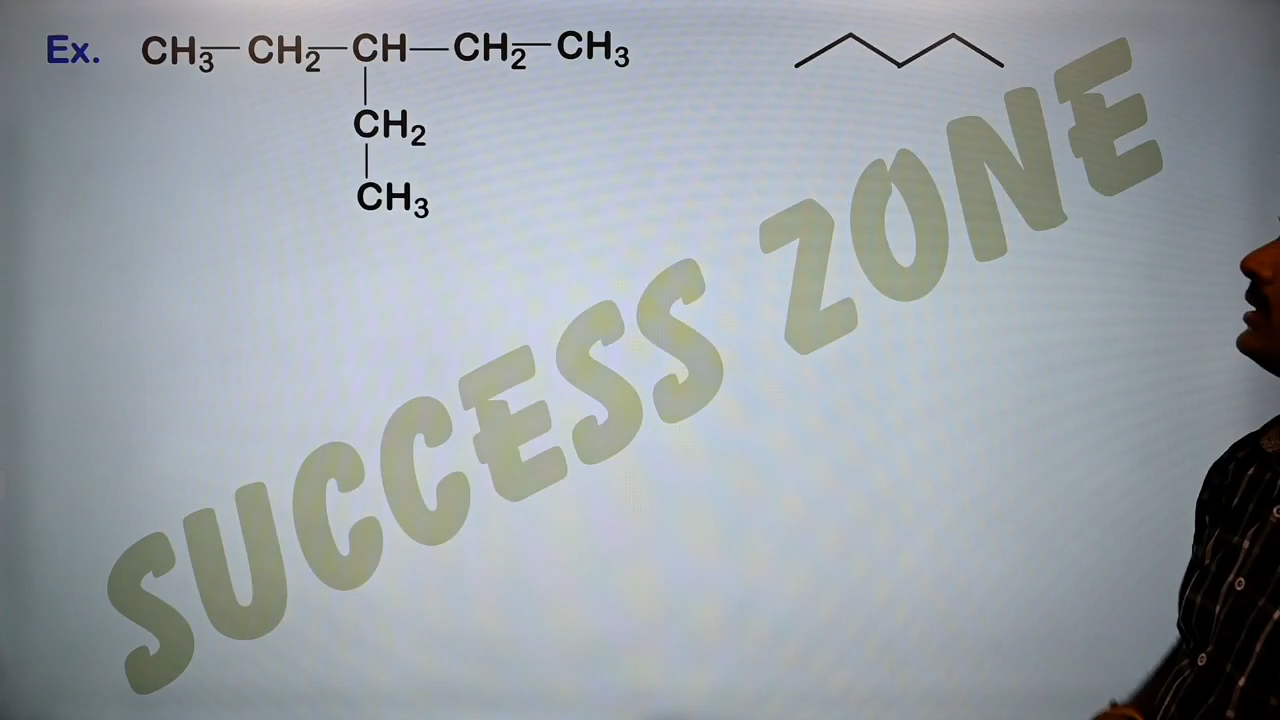 Ex. CH3—CH2—CH—CH2—CH3
CH2
CH3
SUCCESS ZONE